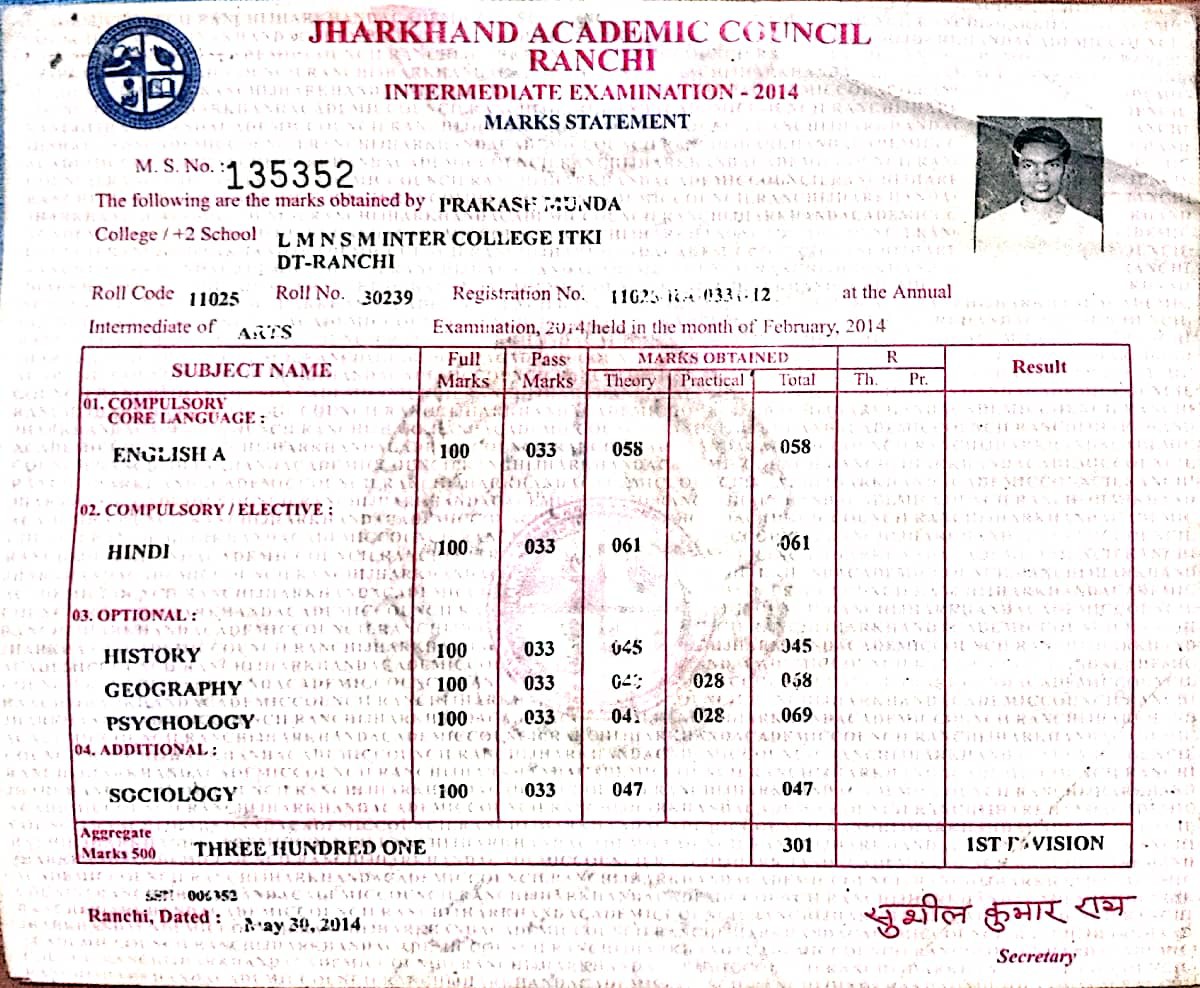 JHARKHAND ACADEMIC COUNCIL
RANCHI
INTERMEDIATE EXAMINATION - 2014
MARKS STATEMENT
M. S. No. : 135352
The following are the marks obtained by PRAKASH MUNDA
College / +2 School L M N S M INTER COLLEGE ITKI
DT-RANCHI
Roll Code 11025 Roll No. 30239 Registration No. at the Annual
Intermediate of ARTS Examination, 2014 held in the month of February, 2014
SUBJECT NAME Full Marks Pass Marks MARKS OBTAINED R Result
Theory Practical Total Th. Pr.
01. COMPULSORY
CORE LANGUAGE :
ENGLISH A 100 033 058 058
02. COMPULSORY / ELECTIVE :
HINDI 100 033 061 061
03. OPTIONAL :
HISTORY 100 033 045 045
GEOGRAPHY 100 033 028 068
PSYCHOLOGY 100 033 041 028 069
04. ADDITIONAL :
SOCIOLOGY 100 033 047 047
Aggregate
Marks 500 THREE HUNDRED ONE 301 1ST DIVISION
Ranchi, Dated : May 30, 2014
सुशील कुमार राय
Secretary